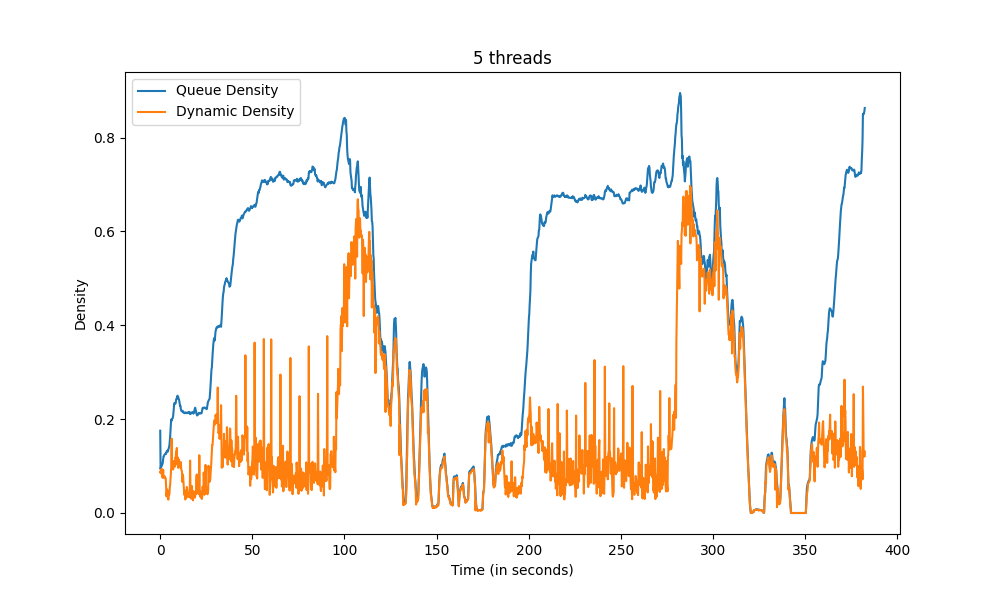 5 threads
Queue Density
Dynamic Density
0.8
0.6
0.4
0.2
0.0
Density
0 50 100 150 200 250 300 350 400
Time (in seconds)